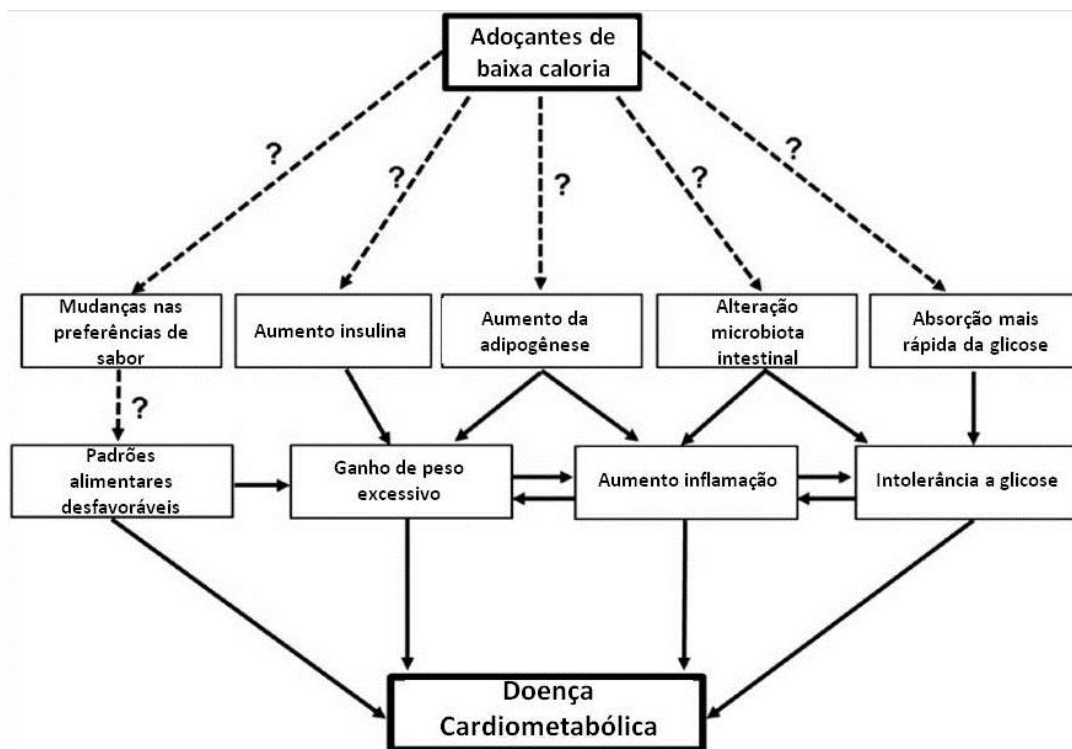 Adoçantes de
baixa caloria
?
?
?
?
?
Mudanças nas
preferências de
sabor
Aumento insulina
Aumento da
adipogênese
Alteração
microbiota
intestinal
Absorção mais
rápida da glicose
?
Padrões
alimentares
desfavoráveis
Ganho de peso
excessivo
Aumento inflamação
Intolerância a glicose
Doença
Cardiometabólica